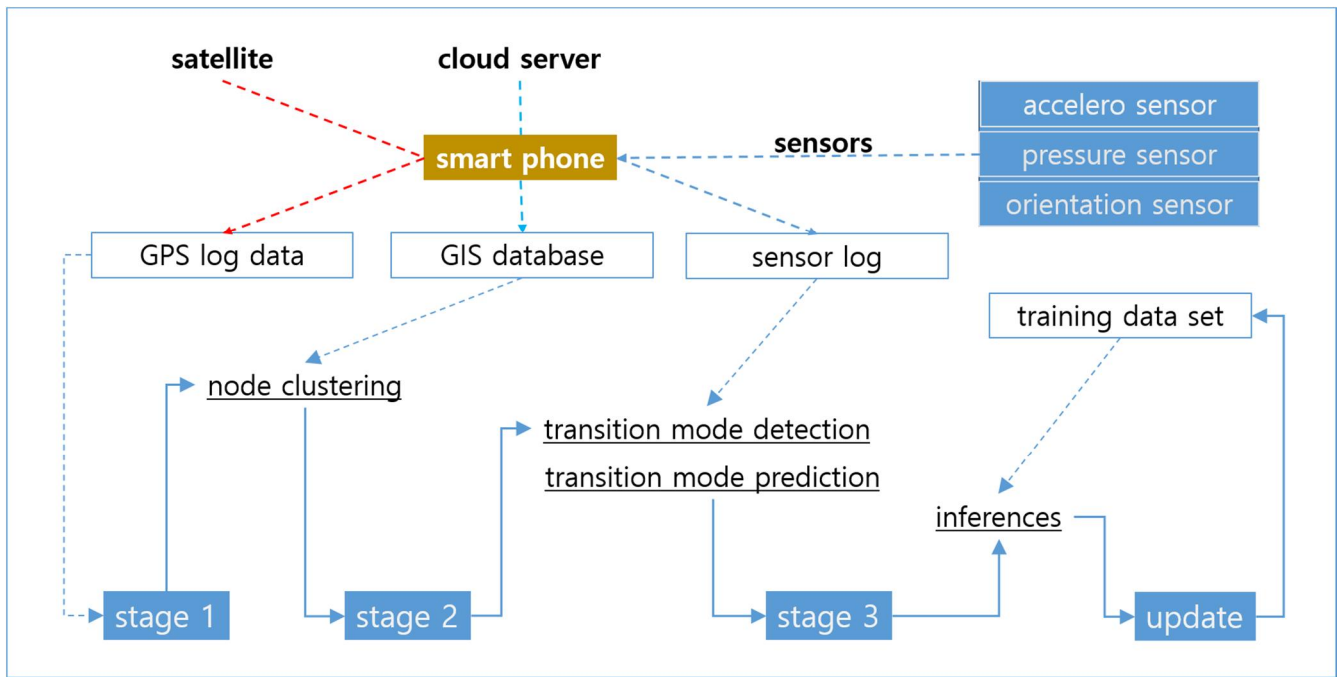 satellite
cloud server
accelero sensor
smart phone
sensors
pressure sensor
orientation sensor
GPS log data
GIS database
sensor log
training data set
node clustering
transition mode detection
transition mode prediction
inferences
stage 1
stage 2
stage 3
update